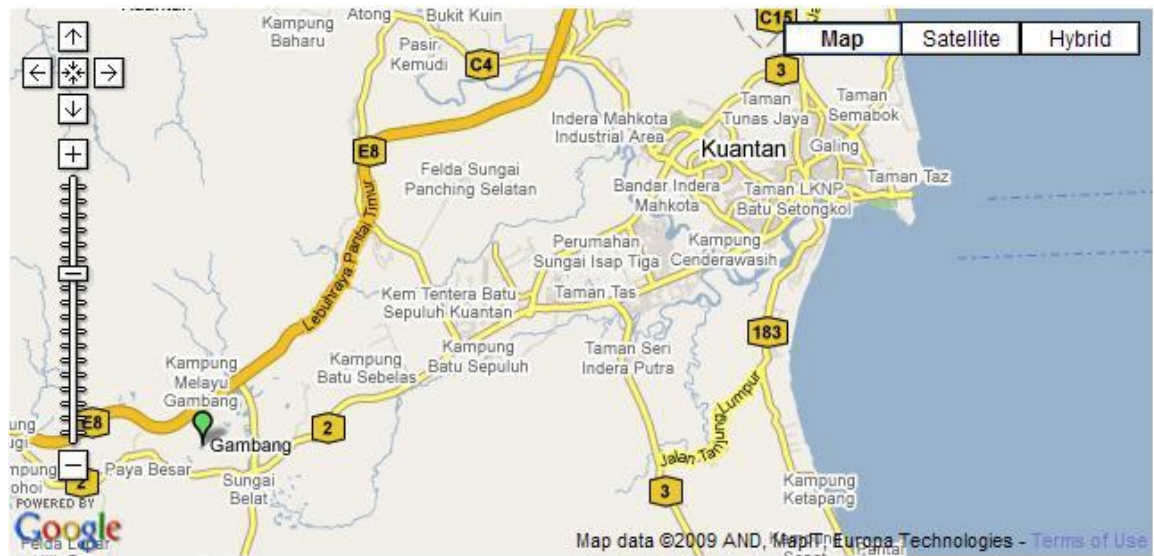 Kuantan
Atong
Bukit Kuin
Kampung
Baharu
C15
Map
Satellite
Hybrid
Pasir
Kemudi
C4
3
Taman
Tunas Jaya
Taman
Semabok
Indera Mahkota
Industrial Area
Kuantan
Galing
E8
Felda Sungai
Panching Selatan
Bandar Indera
Mahkota
Taman LKNP
Batu Setongkol
Taman Taz
Lebuhraya Pantai Timur
Perumahan
Sungai Isap Tiga
Kampung
Cenderawasih
Kem Tentera Batu
Sepuluh Kuantan
Taman Tas
183
Kampung
Melayu
Gambang
Kampung
Batu Sebelas
Kampung
Batu Sepuluh
Taman Seri
Indera Putra
E8
Gambang
2
Jalan Tanjung Lumpur
Paya Besar
Sungai
Belat
2
3
Kampung
Ketapang
POWERED BY
Google
Map data ©2009 AND, MapIT, Europa Technologies - Terms of Use